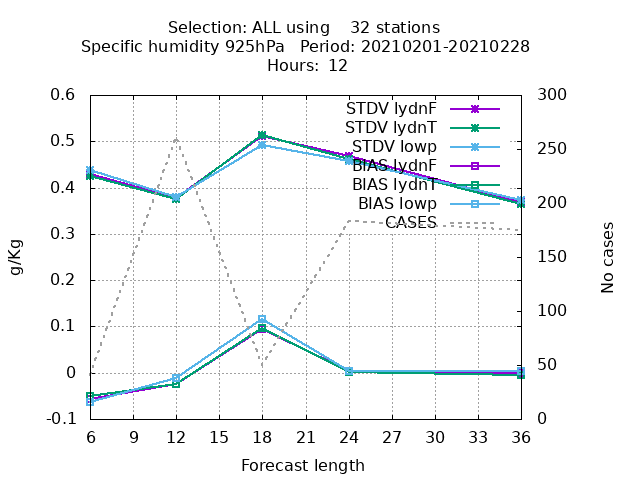 Selection: ALL using    32 stations
Specific humidity 925hPa   Period: 20210201-20210228
Hours: 12
g/Kg
No cases
0.6
0.5
0.4
0.3
0.2
0.1
0
-0.1
300
250
200
150
100
50
0
STDV lydnF
STDV lydnT
STDV lowp
BIAS lydnF
BIAS lydnT
BIAS lowp
CASES
6 9 12 15 18 21 24 27 30 33 36
Forecast length